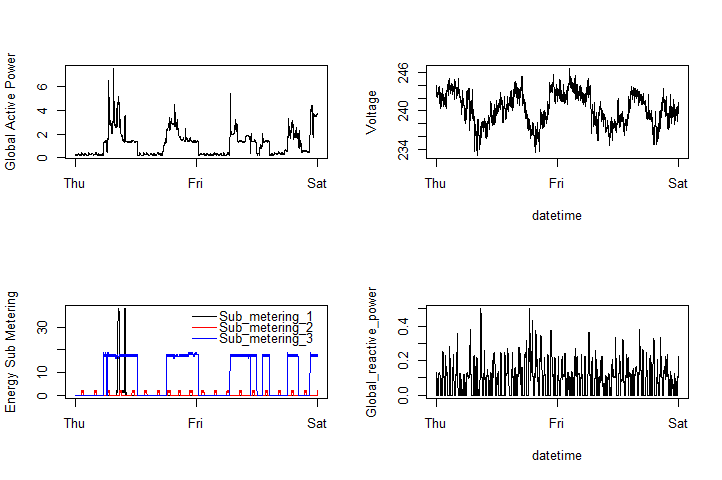 Global Active Power
0 2 4 6
Thu Fri Sat
Voltage
234 240 246
Thu Fri Sat
datetime
Energy Sub Metering
0 10 30
Sub_metering_1
Sub_metering_2
Sub_metering_3
Thu Fri Sat
Global_reactive_power
0.0 0.2 0.4
Thu Fri Sat
datetime